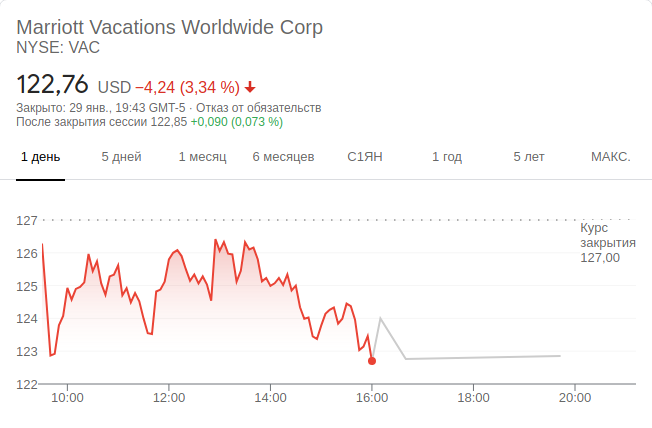 Marriott Vacations Worldwide Corp
NYSE: VAC
122,76 USD −4,24 (3,34 %)
Закрыто: 29 янв., 19:43 GMT-5 · Отказ от обязательств
После закрытия сессии 122,85 +0,090 (0,073 %)
1 день 5 дней 1 месяц 6 месяцев С1ЯН 1 год 5 лет МАКС.
127
Курс
126
закрытия
127,00
125
124
123
122
10:00 12:00 14:00 16:00 18:00 20:00